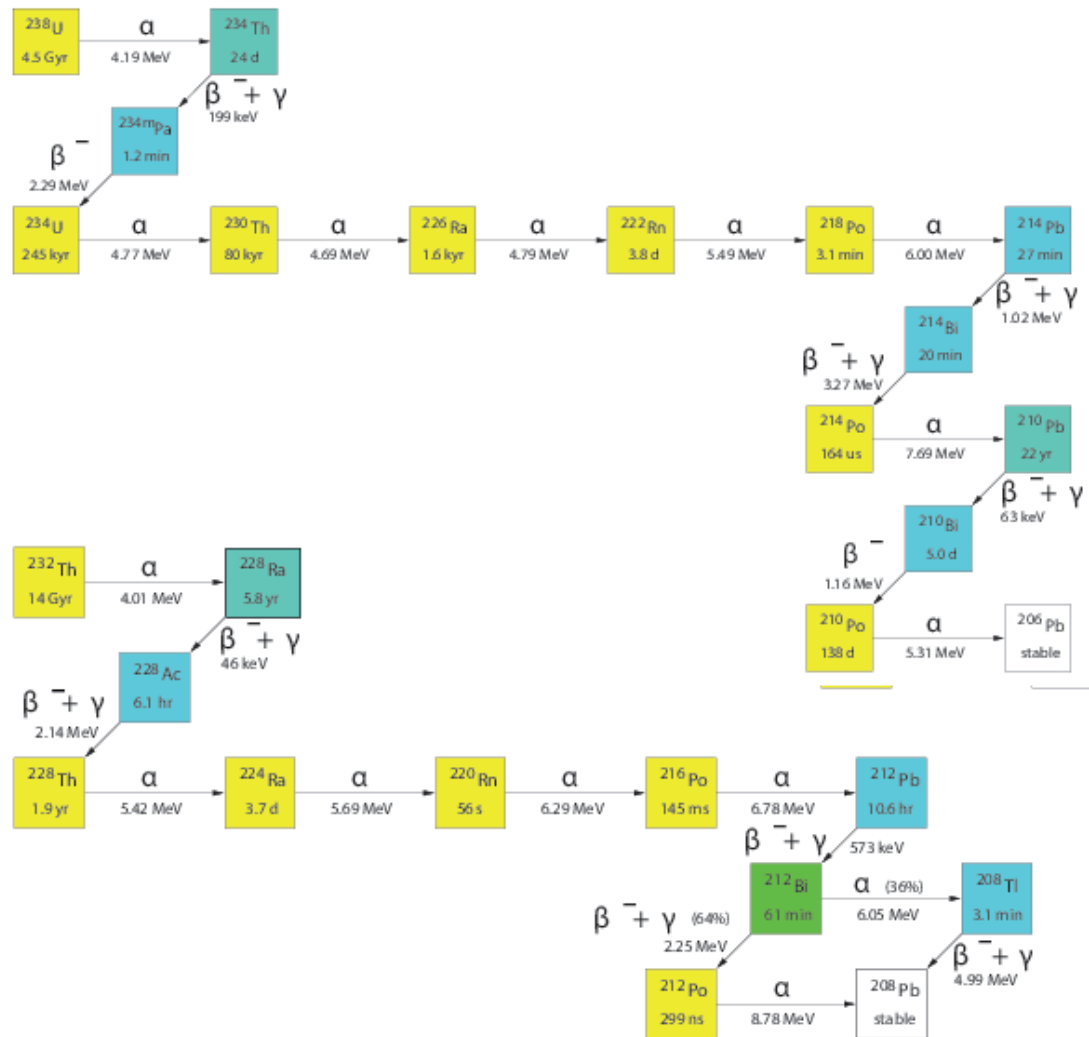 ²³⁸U α ²³⁴Th
4.5 Gyr 4.19 MeV 24 d
β⁻+ γ
199 keV
²³⁴ᵐPa
1.2 min
β⁻
2.29 MeV
²³⁴U α ²³⁰Th α ²²⁶Ra α ²²²Rn α ²¹⁸Po α ²¹⁴Pb
245 kyr 4.77 MeV 80 kyr 4.69 MeV 1.6 kyr 4.79 MeV 3.8 d 5.49 MeV 3.1 min 6.00 MeV 27 min
β⁻+ γ
1.02 MeV
²¹⁴Bi
20 min
β⁻+ γ
3.27 MeV
²¹⁴Po α ²¹⁰Pb
164 us 7.69 MeV 22 yr
β⁻+ γ
63 keV
²¹⁰Bi
5.0 d
β⁻
1.16 MeV
²¹⁰Po α ²⁰⁶Pb
138 d 5.31 MeV stable
²³²Th α ²²⁸Ra
14 Gyr 4.01 MeV 5.8 yr
β⁻+ γ
46 keV
²²⁸Ac
6.1 hr
β⁻+ γ
2.14 MeV
²²⁸Th α ²²⁴Ra α ²²⁰Rn α ²¹⁶Po α ²¹²Pb
1.9 yr 5.42 MeV 3.7 d 5.69 MeV 56 s 6.29 MeV 145 ms 6.78 MeV 10.6 hr
β⁻+ γ
573 keV
²¹²Bi α (36%) ²⁰⁸Tl
61 min 6.05 MeV 3.1 min
β⁻+ γ (64%)
2.25 MeV
β⁻+ γ
4.99 MeV
²¹²Po α ²⁰⁸Pb
299 ns 8.78 MeV stable